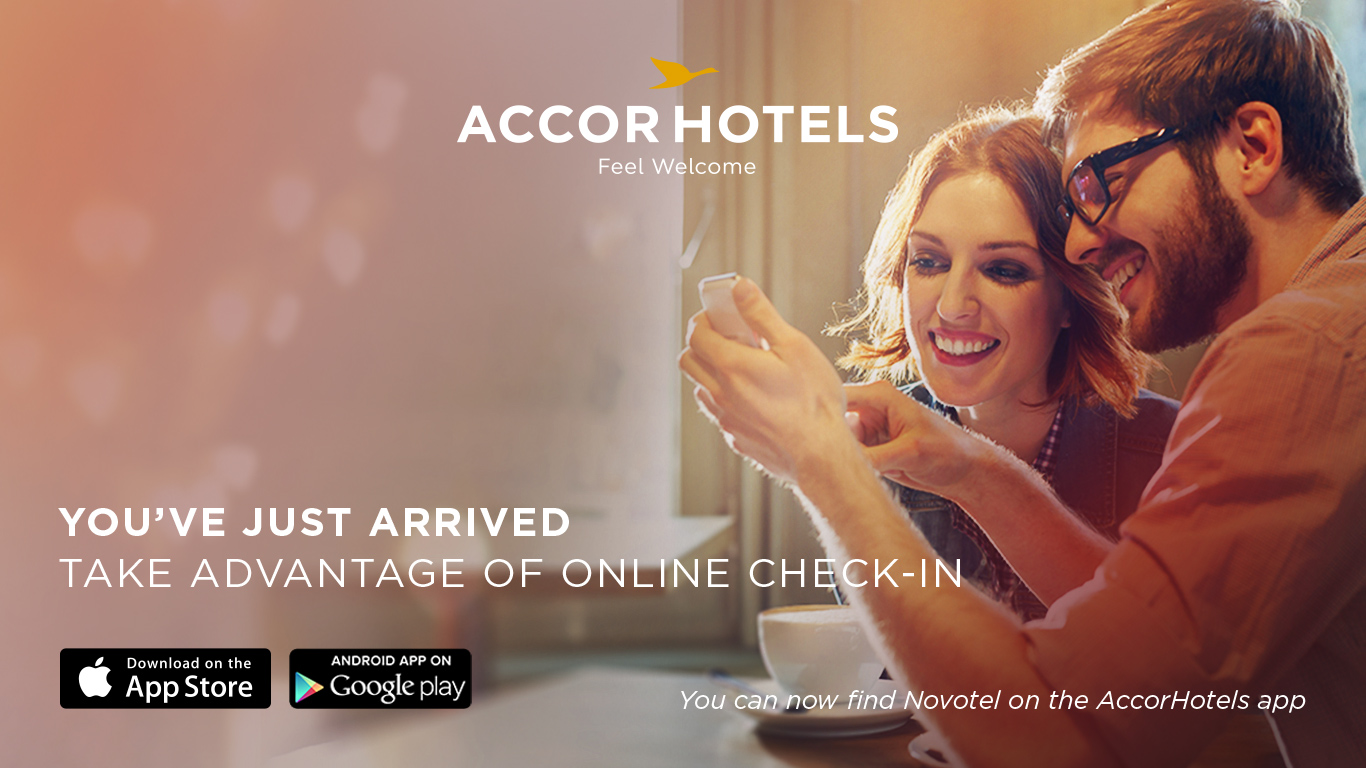 ACCOR HOTELS
Feel Welcome
YOU'VE JUST ARRIVED
TAKE ADVANTAGE OF ONLINE CHECK-IN
Download on the
App Store
ANDROID APP ON
Google play
You can now find Novotel on the AccorHotels app